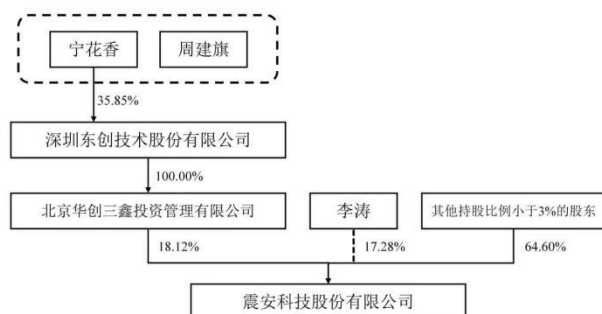 宁花香
周建旗
35.85%
深圳东创技术股份有限公司
100.00%
北京华创三鑫投资管理有限公司
李涛
其他持股比例小于3%的股东
18.12%
17.28%
64.60%
震安科技股份有限公司